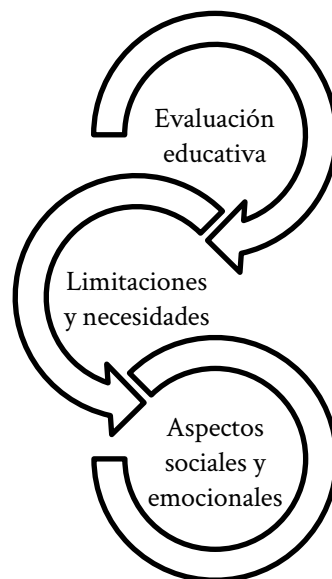 Evaluación
educativa
Limitaciones
y necesidades
Aspectos
sociales y
emocionales